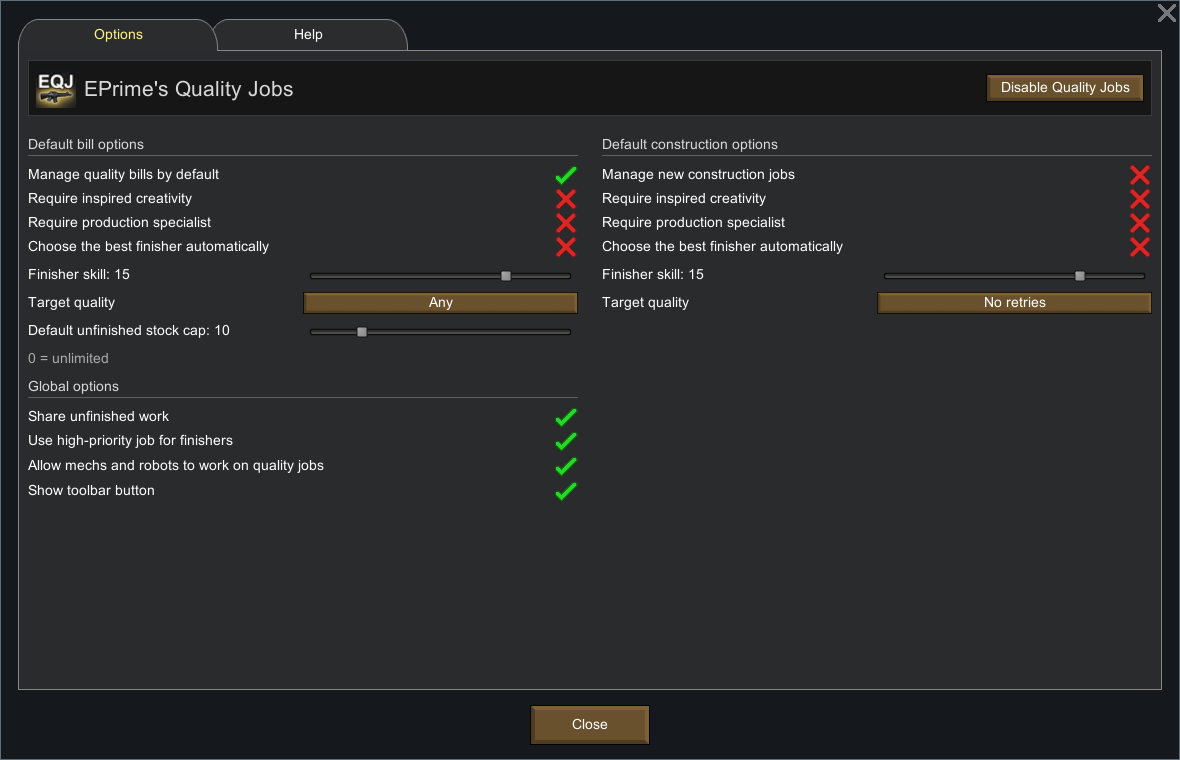 Options
Help
EQJ
EPrime's Quality Jobs
Disable Quality Jobs
Default bill options
Manage quality bills by default
Require inspired creativity
Require production specialist
Choose the best finisher automatically
Finisher skill: 15
Target quality
Any
Default unfinished stock cap: 10
0 = unlimited
Global options
Share unfinished work
Use high-priority job for finishers
Allow mechs and robots to work on quality jobs
Show toolbar button
Default construction options
Manage new construction jobs
Require inspired creativity
Require production specialist
Choose the best finisher automatically
Finisher skill: 15
Target quality
No retries
Close